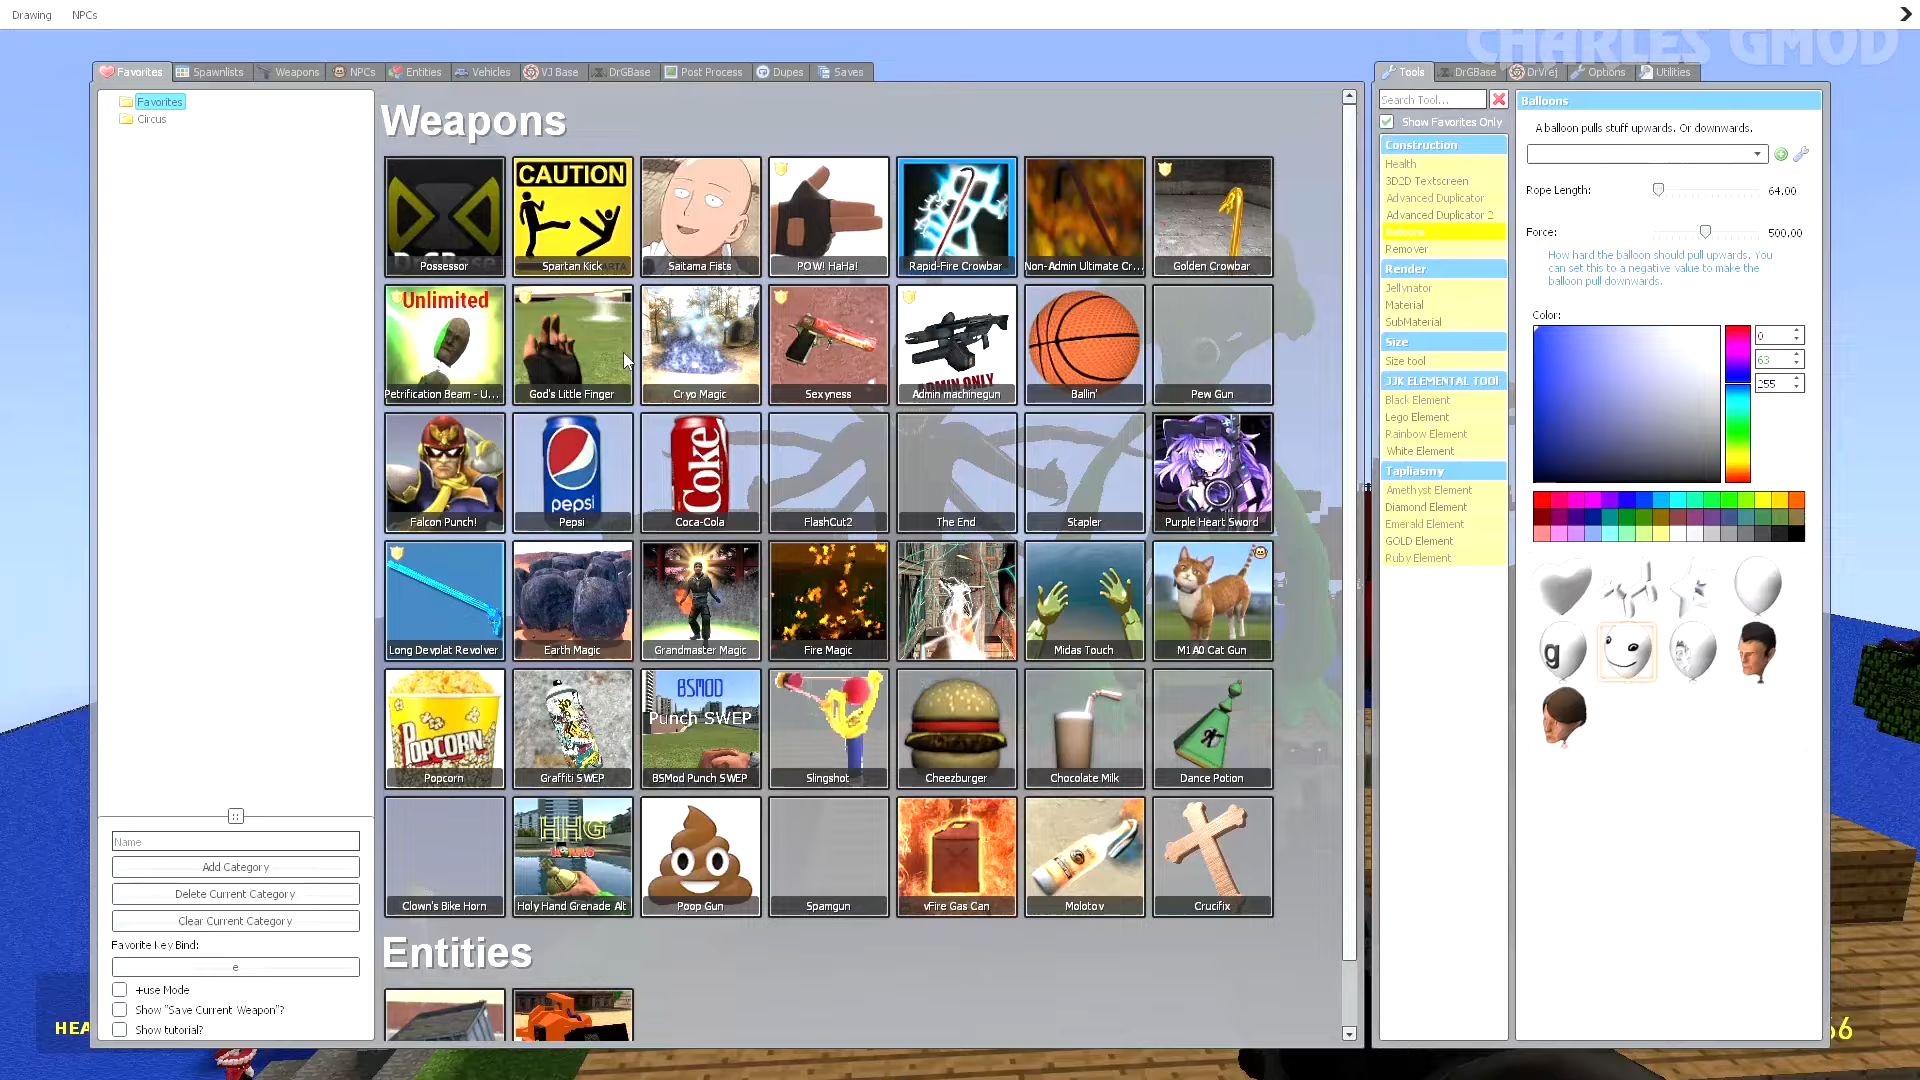 Drawing NPCs
CHARLES GMOD
Favorites Spawnlists Weapons NPCs Entities Vehicles VJ Base DrGBase Post Process Dupes Saves
Tools DrGBase DrVrej Options Utilities
Favorites
Circus
Weapons
CAUTION
Possessor Spartan Kick Saitama Fists POW! HaHa! Rapid-Fire Crowbar Non-Admin Ultimate Cr... Golden Crowbar
Unlimited
ADMIN ONLY
Petrification Beam - U... God's Little Finger Cryo Magic Sexyness Admin machinegun Ballin' Pew Gun
pepsi
Coke
Falcon Punch! Pepsi Coca-Cola FlashCut2 The End Stapler Purple Heart Sword
Long Devplat Revolver Earth Magic Grandmaster Magic Fire Magic Midas Touch M1A0 Cat Gun
POPCORN
BSMOD
Punch SWEP
Popcorn Graffiti SWEP BSMod Punch SWEP Slingshot Cheezburger Chocolate Milk Dance Potion
HHG
Clown's Bike Horn Holy Hand Grenade Alt Poop Gun Spamgun vFire Gas Can Molotov Crucifix
Entities
Name
Add Category
Delete Current Category
Clear Current Category
Favorite Key Bind:
e
+use Mode
Show "Save Current Weapon"?
Show tutorial?
HEA
Search Tool...
Show Favorites Only
Construction
Health
3D2D Textscreen
Advanced Duplicator
Advanced Duplicator 2
Balloons
Remover
Render
Jellynator
Material
SubMaterial
Size
Size tool
JJK ELEMENTAL TOOl
Black Element
Lego Element
Rainbow Element
White Element
Tapliasmy
Amethyst Element
Diamond Element
Emerald Element
GOLD Element
Ruby Element
Balloons
A balloon pulls stuff upwards. Or downwards.
Rope Length: 64.00
Force: 500.00
How hard the balloon should pull upwards. You
can set this to a negative value to make the
balloon pull downwards.
Color:
0
63
255
g
66